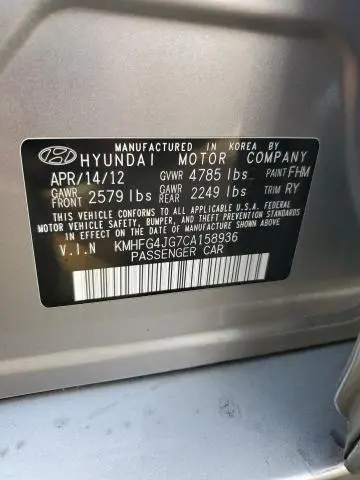 MANUFACTURED IN KOREA BY
HYUNDAI MOTOR COMPANY
APR/14/12 GVWR 4785 lbs PAINT FHM
GAWR FRONT 2579 lbs GAWR REAR 2249 lbs TRIM RY
THIS VEHICLE CONFORMS TO ALL APPLICABLE U.S.A FEDERAL
MOTOR VEHICLE SAFETY, BUMPER, AND THEFT PREVENTION STANDARDS
IN EFFECT ON THE DATE OF MANUFACTURE SHOWN ABOVE.
V.I.N KMHFG4JG7CA158936
PASSENGER CAR